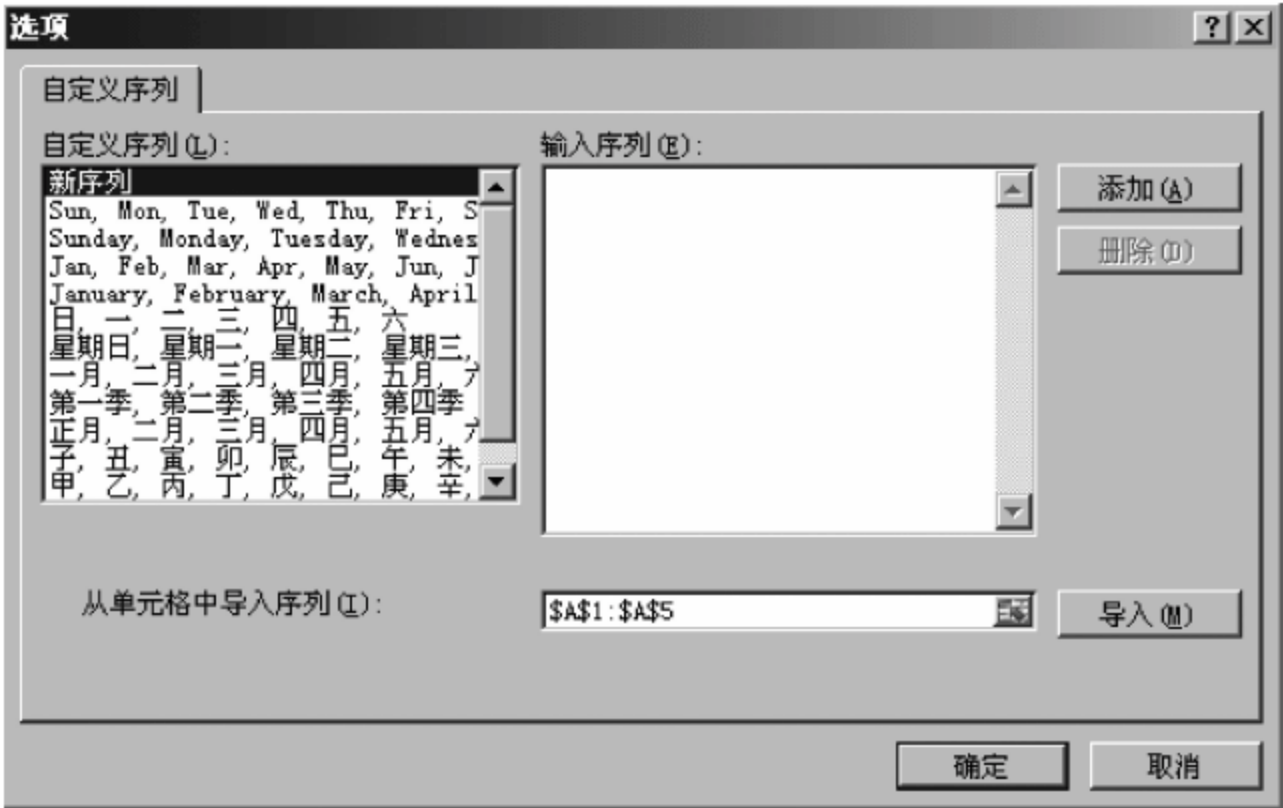 选项
自定义序列
自定义序列(L):
输入序列(E):
新序列
Sun, Mon, Tue, Wed, Thu, Fri, S
Sunday, Monday, Tuesday, Wednes
Jan, Feb, Mar, Apr, May, Jun, J
January, February, March, April
日, 一, 二, 三, 四, 五, 六
星期日, 星期一, 星期二, 星期三,
一月, 二月, 三月, 四月, 五月, 六
第一季, 第二季, 第三季, 第四季
正月, 二月, 三月, 四月, 五月, 六
子, 丑, 寅, 卯, 辰, 巳, 午, 未,
甲, 乙, 丙, 丁, 戊, 己, 庚, 辛,
添加(A)
删除(D)
从单元格中导入序列(I):
$A$1:$A$5
导入(M)
确定
取消